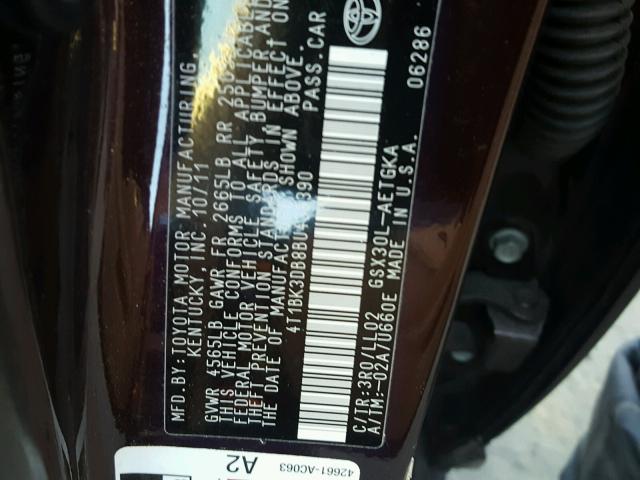 MFD. BY: TOYOTA MOTOR MANUFACTURING,
KENTUCKY, INC. 10/11
GVWR 4565LB GAWR FR 2665LB RR
THIS VEHICLE CONFORMS TO ALL APPLICABLE
FEDERAL MOTOR VEHICLE SAFETY, BUMPER AND
THEFT PREVENTION STANDARDS IN EFFECT ON
THE DATE OF MANUFACTURE SHOWN ABOVE.
4T1BK3DB8BU 390 PASS. CAR
C/TR:3R0/LL02 GSX30L-AETGKA
A/TM:-02A/U660E MADE IN U.S.A.
06286
42661-AC063
A2